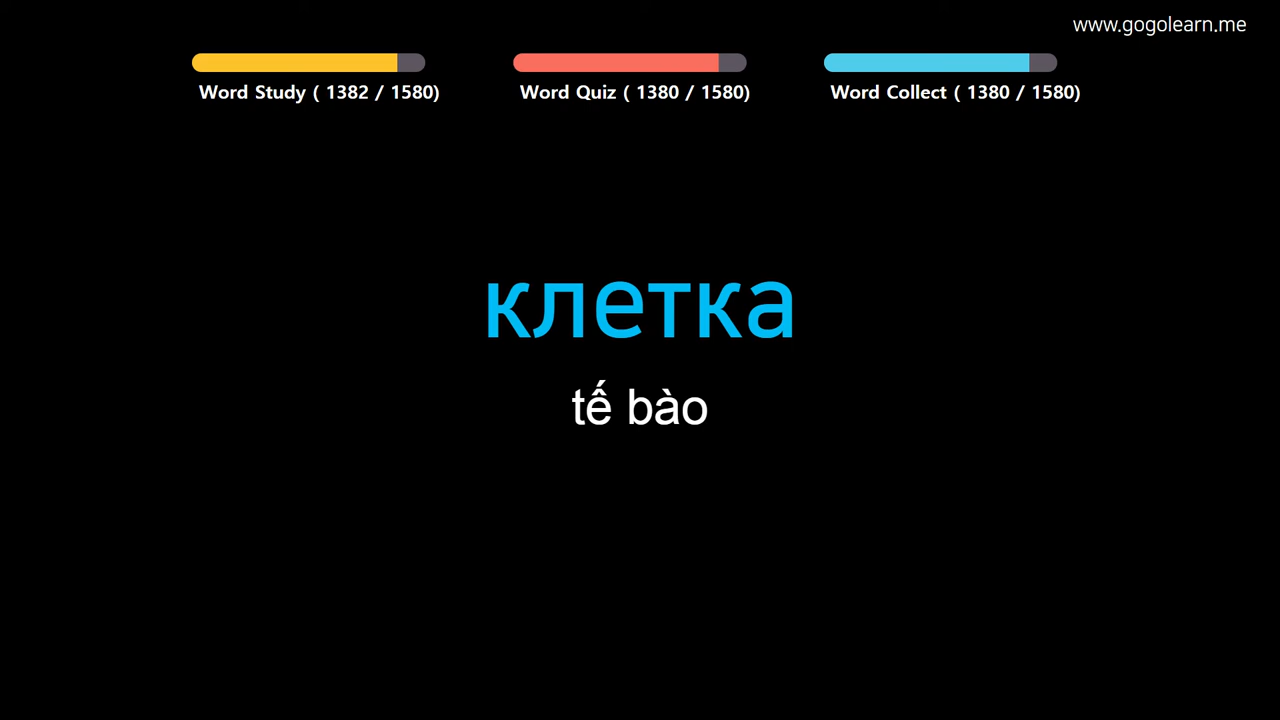 www.gogolearn.me
Word Study ( 1382 / 1580)
Word Quiz ( 1380 / 1580)
Word Collect ( 1380 / 1580)
клетка
tế bào